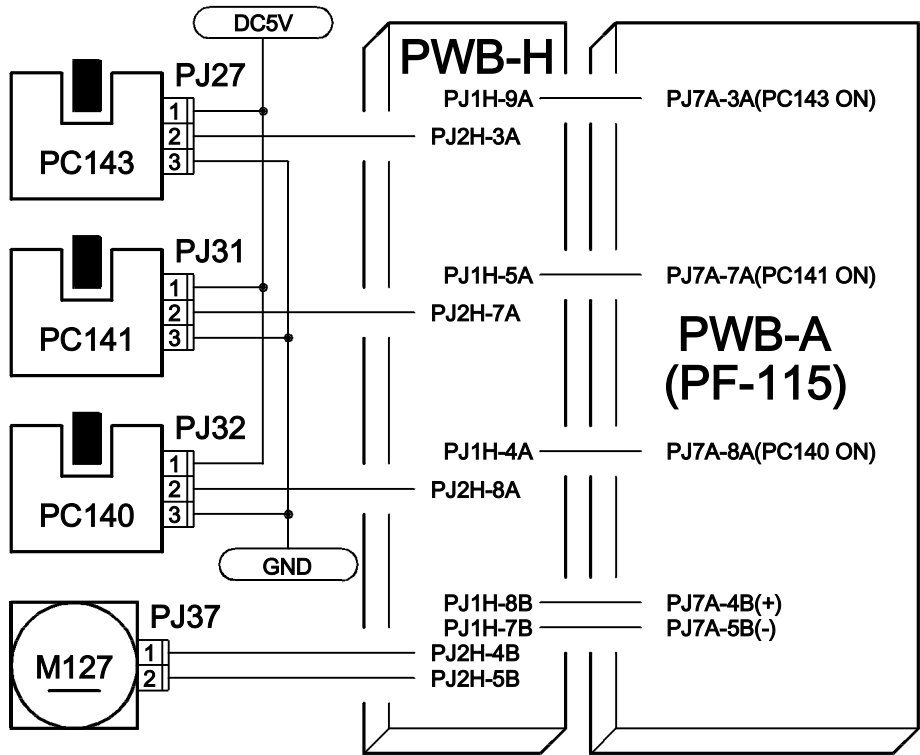 DC5V
PWB-H
PJ27
1
2
3
PC143
PJ1H-9A
PJ2H-3A
PJ7A-3A(PC143 ON)
PJ31
1
2
3
PC141
PJ1H-5A
PJ2H-7A
PJ7A-7A(PC141 ON)
PWB-A
(PF-115)
PJ32
1
2
3
PC140
PJ1H-4A
PJ2H-8A
PJ7A-8A(PC140 ON)
GND
PJ37
1
2
M127
PJ1H-8B
PJ1H-7B
PJ2H-4B
PJ2H-5B
PJ7A-4B(+)
PJ7A-5B(-)